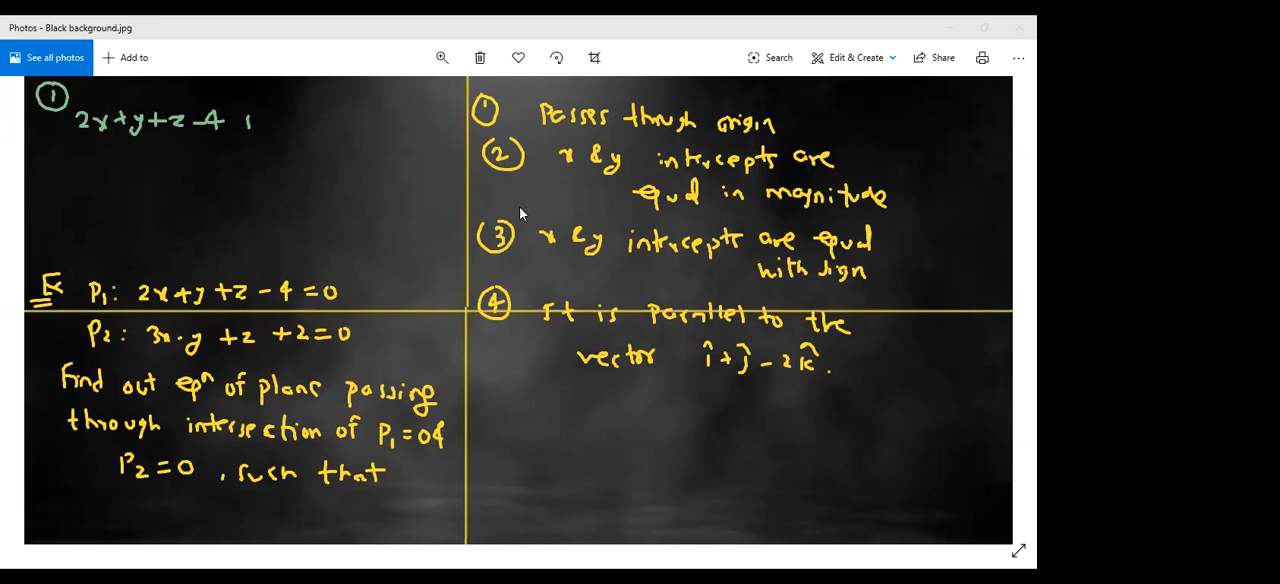 Photos - Black background.jpg
See all photos
Add to
Search
Edit & Create
Share
①
2x+y+z-4
Ex P₁: 2x+y+z-4=0
P₂: 3x-y+z+2=0
Find out eqⁿ of plane passing
through intersection of P₁=0 &
P₂=0, such that
① Passes through origin
② x & y intercepts are
equal in magnitude
③ x & y intercepts are equal
with sign
④ It is parallel to the
vector î+ĵ-2k̂.